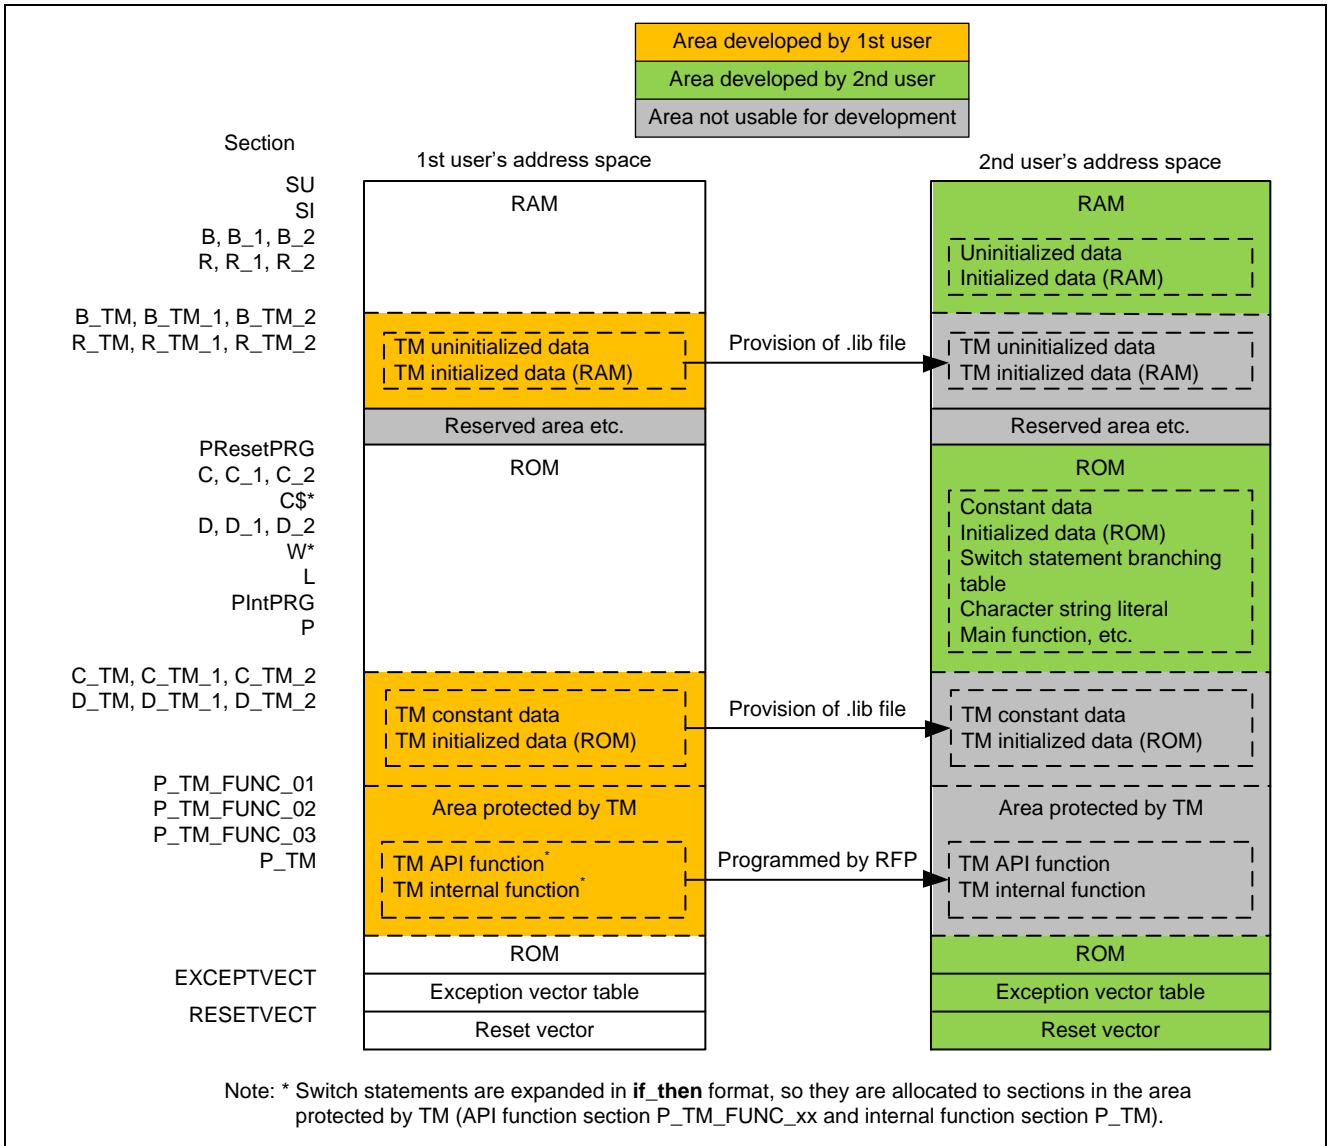 Area developed by 1st user
Area developed by 2nd user
Area not usable for development
Section
1st user's address space
2nd user's address space
SU
SI
B, B_1, B_2
R, R_1, R_2
RAM
RAM
Uninitialized data
Initialized data (RAM)
B_TM, B_TM_1, B_TM_2
R_TM, R_TM_1, R_TM_2
TM uninitialized data
TM initialized data (RAM)
Provision of .lib file
TM uninitialized data
TM initialized data (RAM)
Reserved area etc.
Reserved area etc.
PResetPRG
C, C_1, C_2
C$*
D, D_1, D_2
W*
L
PIntPRG
P
ROM
ROM
Constant data
Initialized data (ROM)
Switch statement branching
table
Character string literal
Main function, etc.
C_TM, C_TM_1, C_TM_2
D_TM, D_TM_1, D_TM_2
TM constant data
TM initialized data (ROM)
Provision of .lib file
TM constant data
TM initialized data (ROM)
P_TM_FUNC_01
P_TM_FUNC_02
P_TM_FUNC_03
P_TM
Area protected by TM
TM API function*
TM internal function*
Programmed by RFP
Area protected by TM
TM API function
TM internal function
ROM
ROM
EXCEPTVECT
Exception vector table
Exception vector table
RESETVECT
Reset vector
Reset vector
Note: * Switch statements are expanded in if_then format, so they are allocated to sections in the area
protected by TM (API function section P_TM_FUNC_xx and internal function section P_TM).